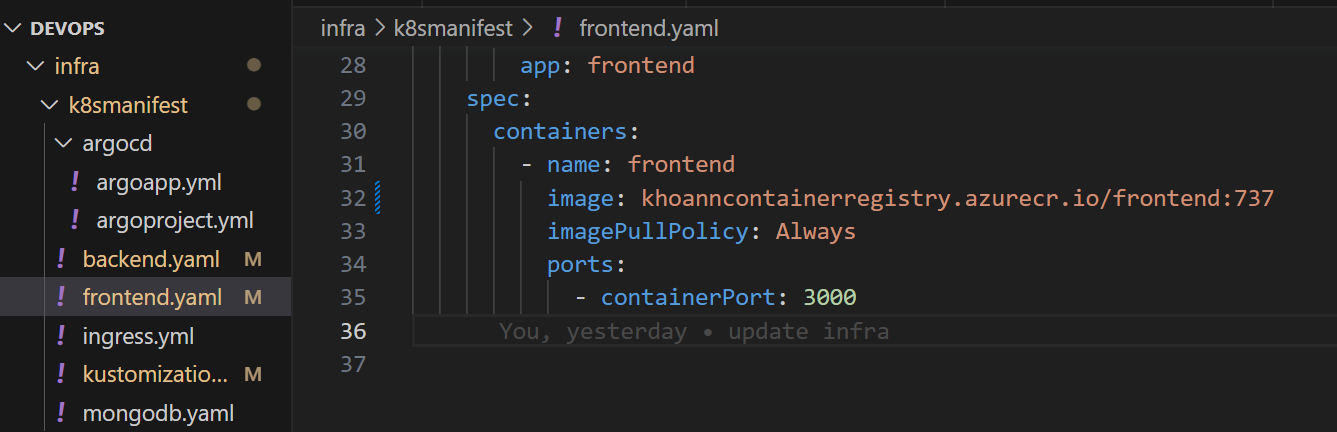 DEVOPS
infra
k8smanifest
argocd
! argoapp.yml
! argoproject.yml
! backend.yaml M
! frontend.yaml M
! ingress.yml
! kustomizatio... M
! mongodb.yaml
infra > k8smanifest > ! frontend.yaml
28 app: frontend
29 spec:
30 containers:
31 - name: frontend
32 image: khoanncontainerregistry.azurecr.io/frontend:737
33 imagePullPolicy: Always
34 ports:
35 - containerPort: 3000
36 You, yesterday • update infra
37